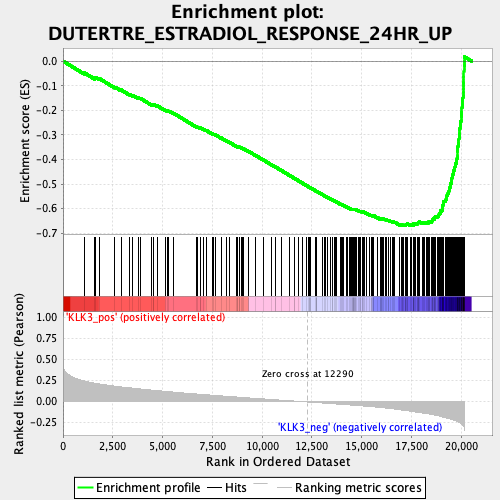 Enrichment plot:
DUTERTRE_ESTRADIOL_RESPONSE_24HR_UP
Enrichment score (ES)
0.0
-0.1
-0.2
-0.3
-0.4
-0.5
-0.6
-0.7
'KLK3_pos' (positively correlated)
Ranked list metric (Pearson)
1.00
0.75
0.50
0.25
0.00
-0.25
Zero cross at 12290
'KLK3_neg' (negatively correlated)
0
2,500
5,000
7,500
10,000
12,500
15,000
17,500
20,000
Rank in Ordered Dataset
Enrichment profile
Hits
Ranking metric scores